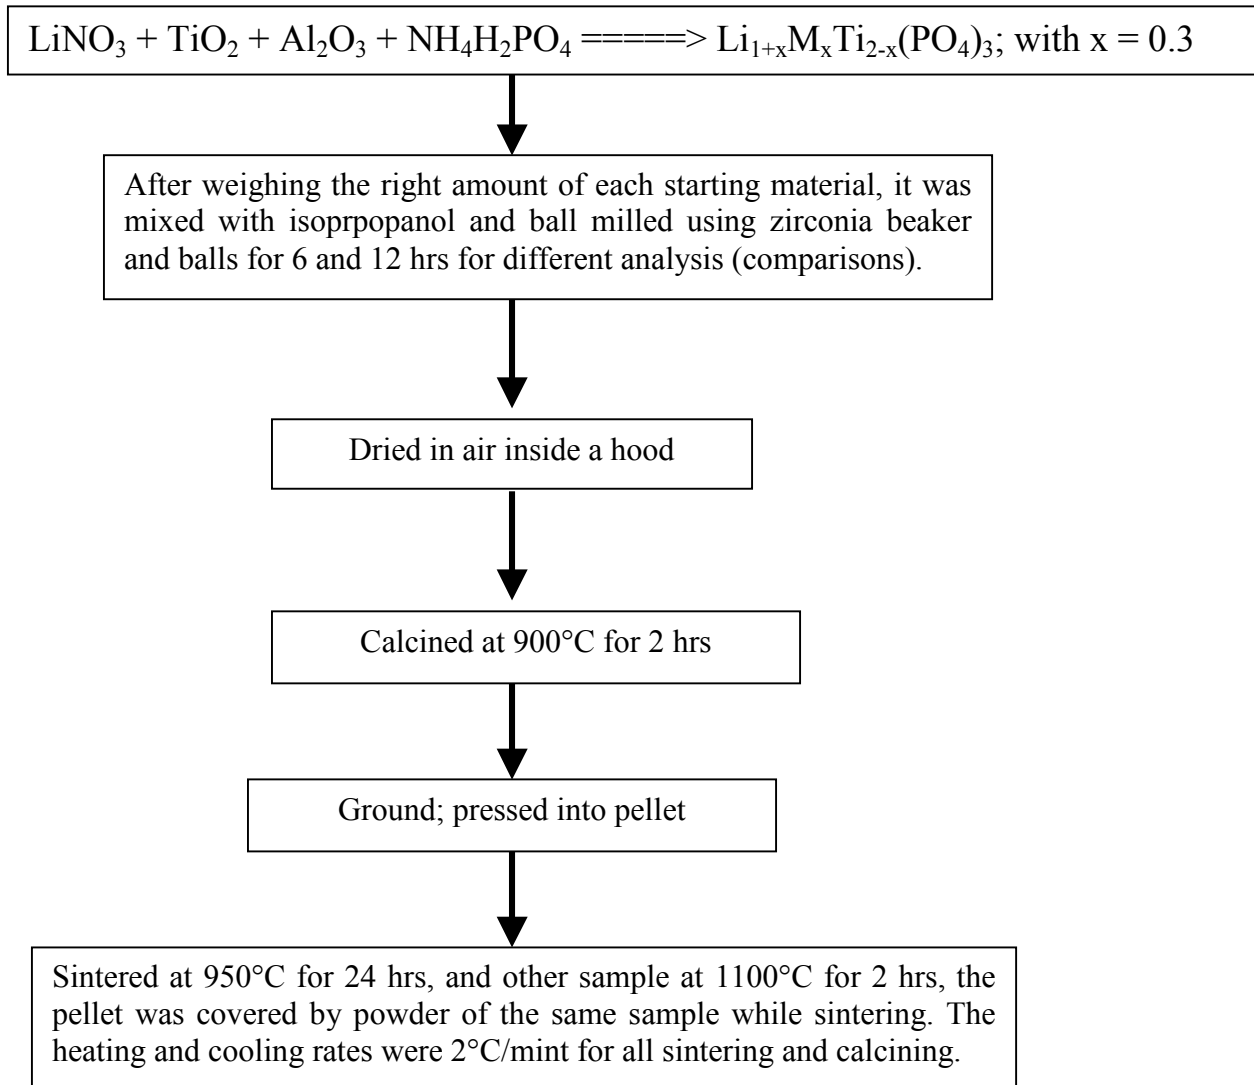 LiNO₃ + TiO₂ + Al₂O₃ + NH₄H₂PO₄ =====> Li₁₊ₓMₓTi₂₋ₓ(PO₄)₃; with x = 0.3
After weighing the right amount of each starting material, it was
mixed with isoprpopanol and ball milled using zirconia beaker
and balls for 6 and 12 hrs for different analysis (comparisons).
Dried in air inside a hood
Calcined at 900°C for 2 hrs
Ground; pressed into pellet
Sintered at 950°C for 24 hrs, and other sample at 1100°C for 2 hrs, the
pellet was covered by powder of the same sample while sintering. The
heating and cooling rates were 2°C/mint for all sintering and calcining.